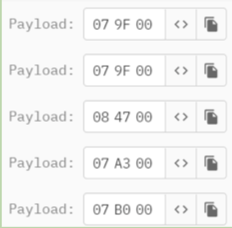 Payload: 07 9F 00 <>
Payload: 07 9F 00 <>
Payload: 08 47 00 <>
Payload: 07 A3 00 <>
Payload: 07 B0 00 <>